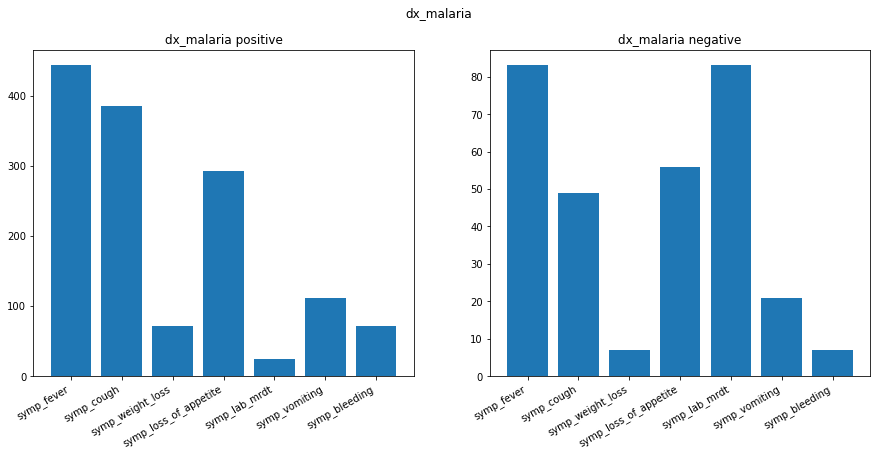 dx_malaria
dx_malaria positive
400
300
200
100
0
symp_fever
symp_cough
symp_weight_loss
symp_loss_of_appetite
symp_lab_mrdt
symp_vomiting
symp_bleeding
dx_malaria negative
80
70
60
50
40
30
20
10
0
symp_fever
symp_cough
symp_weight_loss
symp_loss_of_appetite
symp_lab_mrdt
symp_vomiting
symp_bleeding